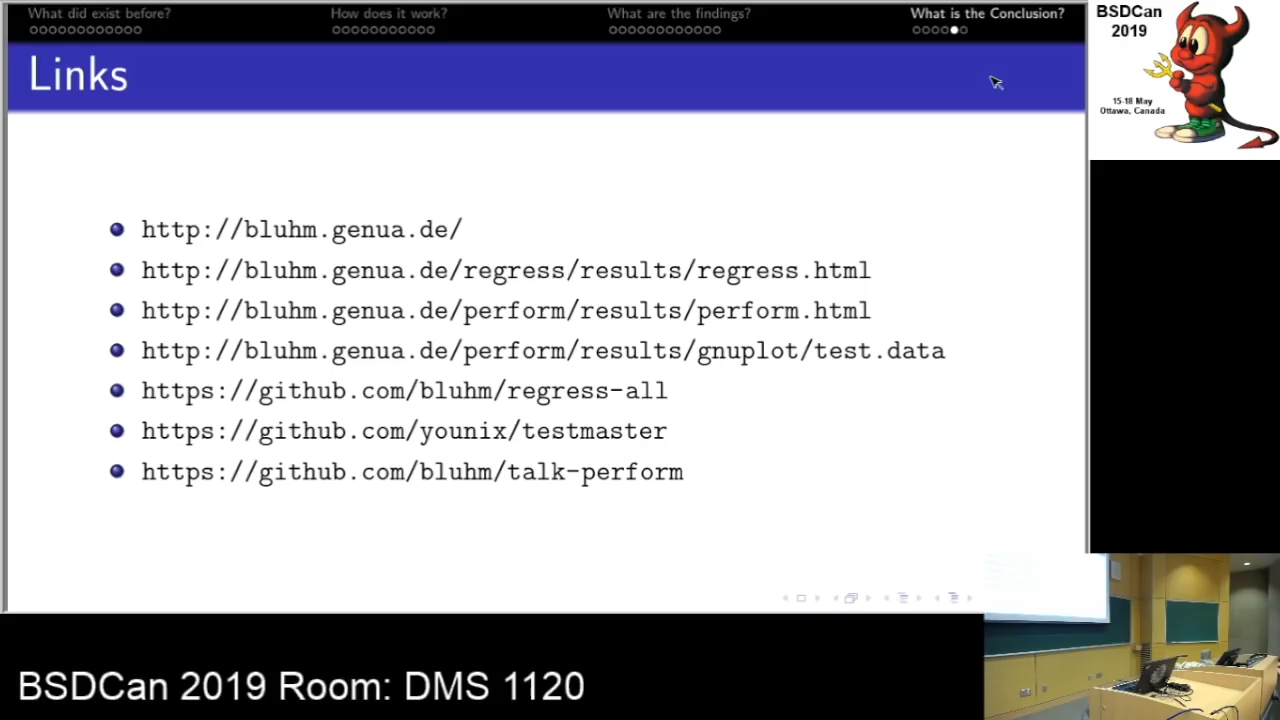 What did exist before?
How does it work?
What are the findings?
What is the Conclusion?
BSDCan
2019
15-18 May
Ottawa, Canada
Links
http://bluhm.genua.de/
http://bluhm.genua.de/regress/results/regress.html
http://bluhm.genua.de/perform/results/perform.html
http://bluhm.genua.de/perform/results/gnuplot/test.data
https://github.com/bluhm/regress-all
https://github.com/younix/testmaster
https://github.com/bluhm/talk-perform
BSDCan 2019 Room: DMS 1120